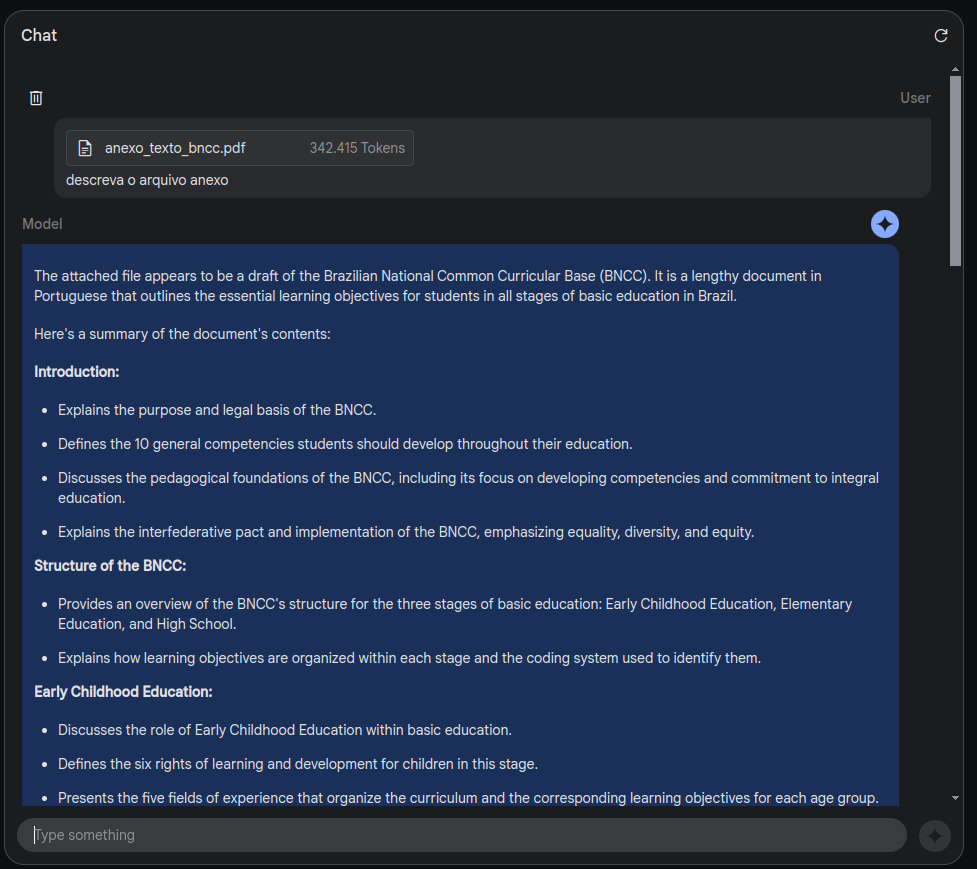 Chat
User
anexo_texto_bncc.pdf 342.415 Tokens
descreva o arquivo anexo
Model
The attached file appears to be a draft of the Brazilian National Common Curricular Base (BNCC). It is a lengthy document in
Portuguese that outlines the essential learning objectives for students in all stages of basic education in Brazil.
Here's a summary of the document's contents:
Introduction:
• Explains the purpose and legal basis of the BNCC.
• Defines the 10 general competencies students should develop throughout their education.
• Discusses the pedagogical foundations of the BNCC, including its focus on developing competencies and commitment to integral
education.
• Explains the interfederative pact and implementation of the BNCC, emphasizing equality, diversity, and equity.
Structure of the BNCC:
• Provides an overview of the BNCC's structure for the three stages of basic education: Early Childhood Education, Elementary
Education, and High School.
• Explains how learning objectives are organized within each stage and the coding system used to identify them.
Early Childhood Education:
• Discusses the role of Early Childhood Education within basic education.
• Defines the six rights of learning and development for children in this stage.
• Presents the five fields of experience that organize the curriculum and the corresponding learning objectives for each age group.
Type something